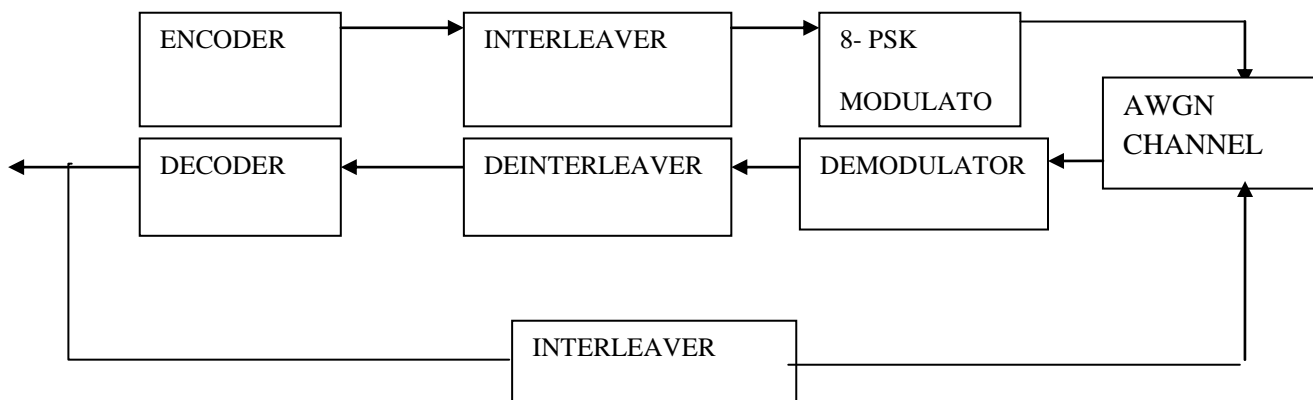 ENCODER
INTERLEAVER
8- PSK
MODULATO
AWGN
CHANNEL
DECODER
DEINTERLEAVER
DEMODULATOR
INTERLEAVER